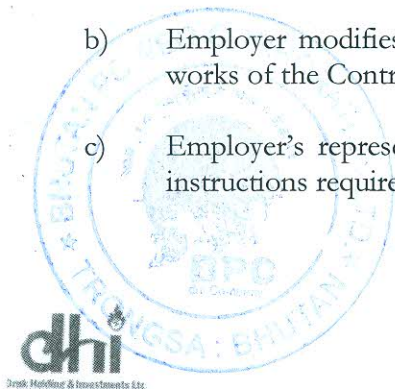 b) Employer modifies
works of the Contr
c) Employer's represe
instructions require
BPC
TRONGSA : BHUTAN
dhi
Druk Holding & Investments Ltd.